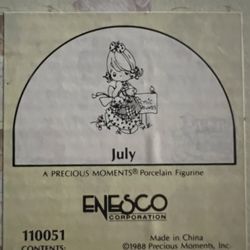 July
A PRECIOUS MOMENTS® Porcelain Figurine
ENESCO
CORPORATION
110051
Made in China
CONTENTS:
©1988 Precious Moments, Inc.